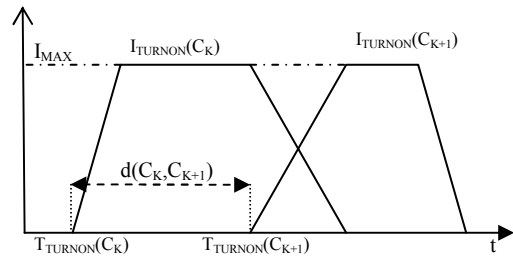 I_TURNON(C_K) I_TURNON(C_K+1)
I_MAX
d(C_K,C_K+1)
T_TURNON(C_K) T_TURNON(C_K+1) t